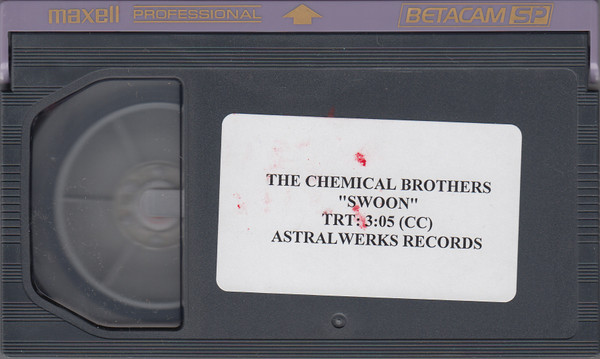 maxell PROFESSIONAL BETACAM SP
THE CHEMICAL BROTHERS
"SWOON"
TRT: 3:05 (CC)
ASTRALWERKS RECORDS